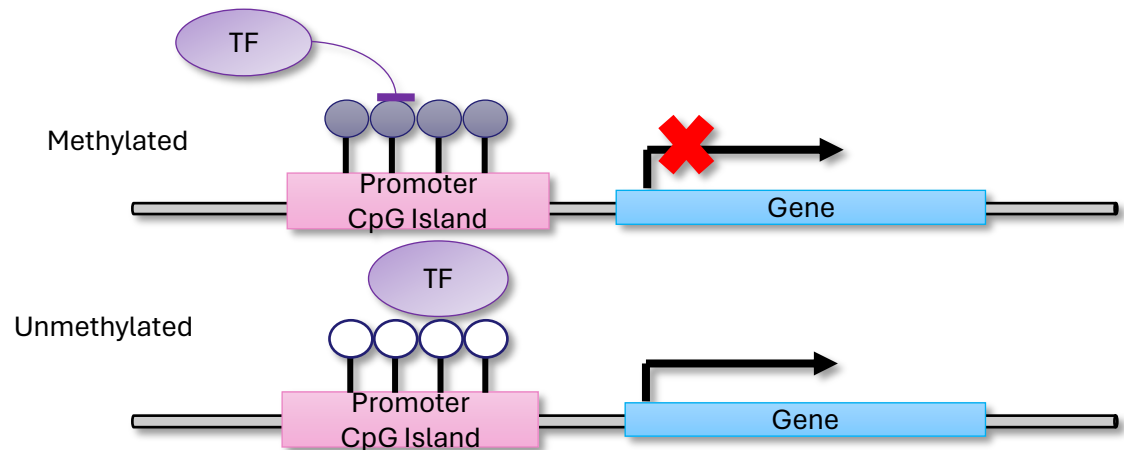 TF
Methylated
Promoter
CpG Island
Gene
TF
Unmethylated
Promoter
CpG Island
Gene